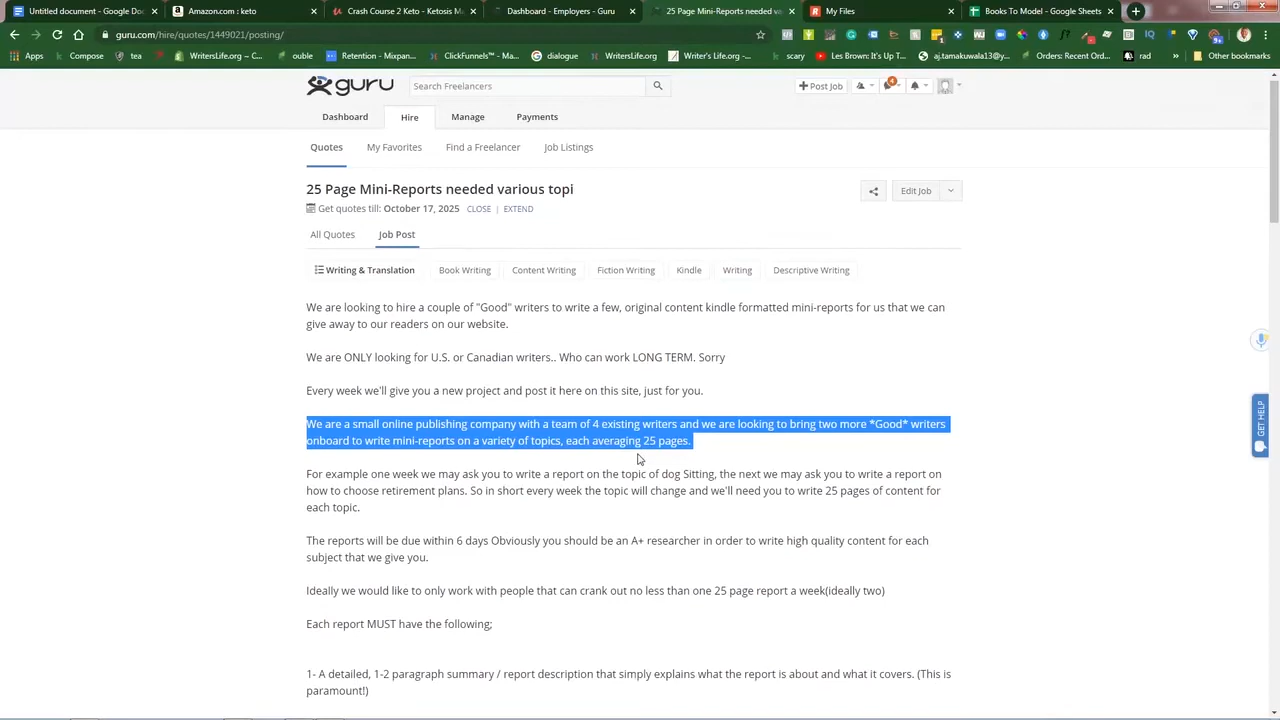 Untitled document - Google Docs
Amazon.com : keto
Crash Course 2 Keto - Ketosis M
Dashboard - Employers - Guru
25 Page Mini-Reports needed va
My Files
Books To Model - Google Sheets
guru.com/hire/quotes/1449021/posting/
Apps
Compose
tea
WritersLife.org ~ C...
ouble
Retention - Mixpan...
ClickFunnels™ - Ma...
dialogue
WritersLife.org
Writer's Life.org ~...
scary
Les Brown: It's Up T...
aj.tamakuwala13@y...
Orders: Recent Ord...
rad
Other bookmarks
guru
Search Freelancers
Post Job
4
Dashboard
Hire
Manage
Payments
Quotes
My Favorites
Find a Freelancer
Job Listings
25 Page Mini-Reports needed various topi
Edit Job
Get quotes till: October 17, 2025 CLOSE | EXTEND
All Quotes
Job Post
Writing & Translation
Book Writing
Content Writing
Fiction Writing
Kindle
Writing
Descriptive Writing
We are looking to hire a couple of "Good" writers to write a few, original content kindle formatted mini-reports for us that we can
give away to our readers on our website.
We are ONLY looking for U.S. or Canadian writers.. Who can work LONG TERM. Sorry
Every week we'll give you a new project and post it here on this site, just for you.
We are a small online publishing company with a team of 4 existing writers and we are looking to bring two more *Good* writers
onboard to write mini-reports on a variety of topics, each averaging 25 pages.
For example one week we may ask you to write a report on the topic of dog Sitting, the next we may ask you to write a report on
how to choose retirement plans. So in short every week the topic will change and we'll need you to write 25 pages of content for
each topic.
The reports will be due within 6 days Obviously you should be an A+ researcher in order to write high quality content for each
subject that we give you.
Ideally we would like to only work with people that can crank out no less than one 25 page report a week(ideally two)
Each report MUST have the following;
1- A detailed, 1-2 paragraph summary / report description that simply explains what the report is about and what it covers. (This is
paramount!)
GET HELP